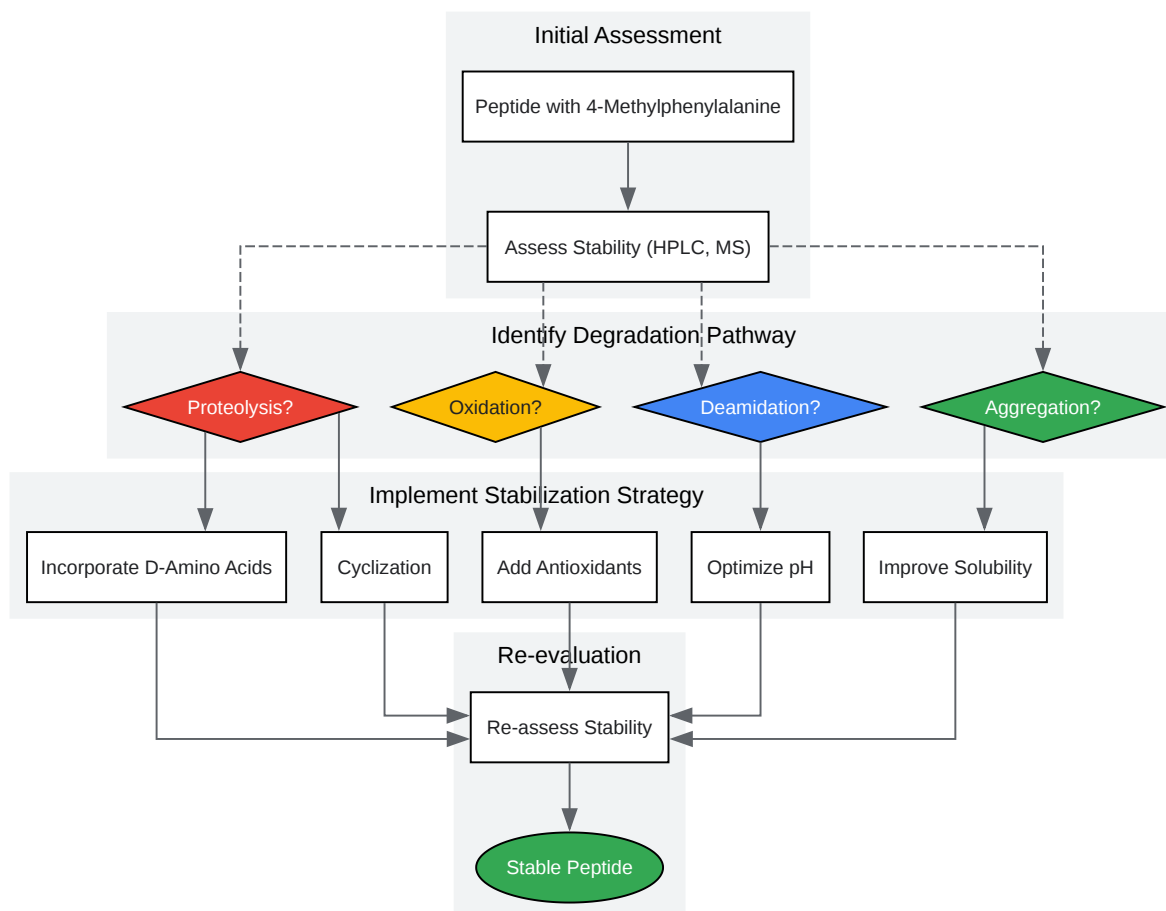 Initial Assessment
Peptide with 4-Methylphenylalanine
Assess Stability (HPLC, MS)
Identify Degradation Pathway
Proteolysis?
Oxidation?
Deamidation?
Aggregation?
Implement Stabilization Strategy
Incorporate D-Amino Acids
Cyclization
Add Antioxidants
Optimize pH
Improve Solubility
Re-evaluation
Re-assess Stability
Stable Peptide